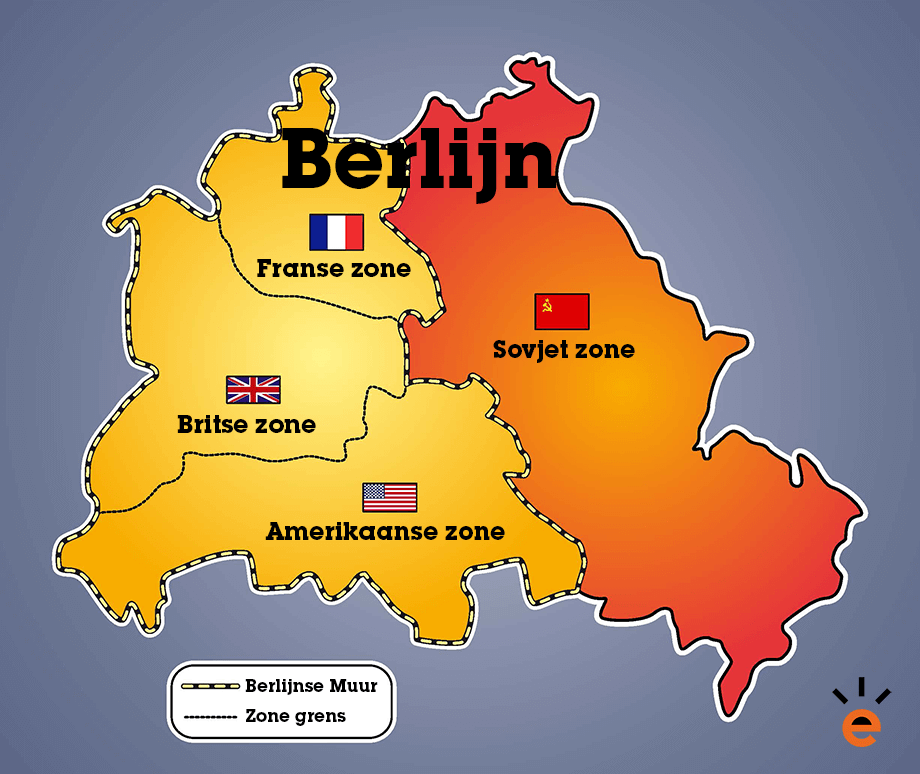 Berlijn
Franse zone
Sovjet zone
Britse zone
Amerikaanse zone
Berlijnse Muur
Zone grens
e